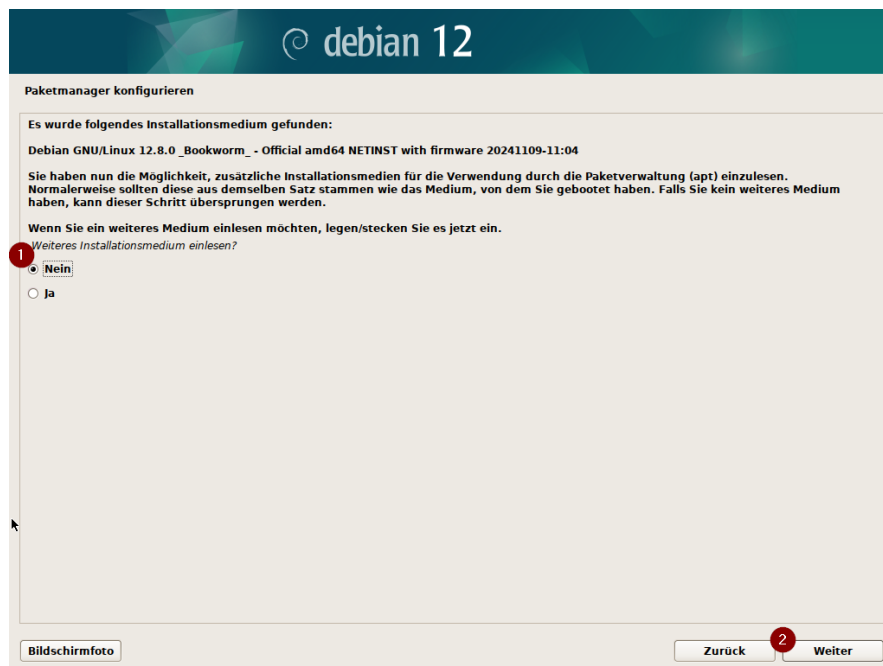 debian 12
Paketmanager konfigurieren
Es wurde folgendes Installationsmedium gefunden:
Debian GNU/Linux 12.8.0 _Bookworm_ - Official amd64 NETINST with firmware 20241109-11:04
Sie haben nun die Möglichkeit, zusätzliche Installationsmedien für die Verwendung durch die Paketverwaltung (apt) einzulesen.
Normalerweise sollten diese aus demselben Satz stammen wie das Medium, von dem Sie gebootet haben. Falls Sie kein weiteres Medium
haben, kann dieser Schritt übersprungen werden.
Wenn Sie ein weiteres Medium einlesen möchten, legen/stecken Sie es jetzt ein.
Weiteres Installationsmedium einlesen?
1
Nein
Ja
Bildschirmfoto
Zurück
2
Weiter